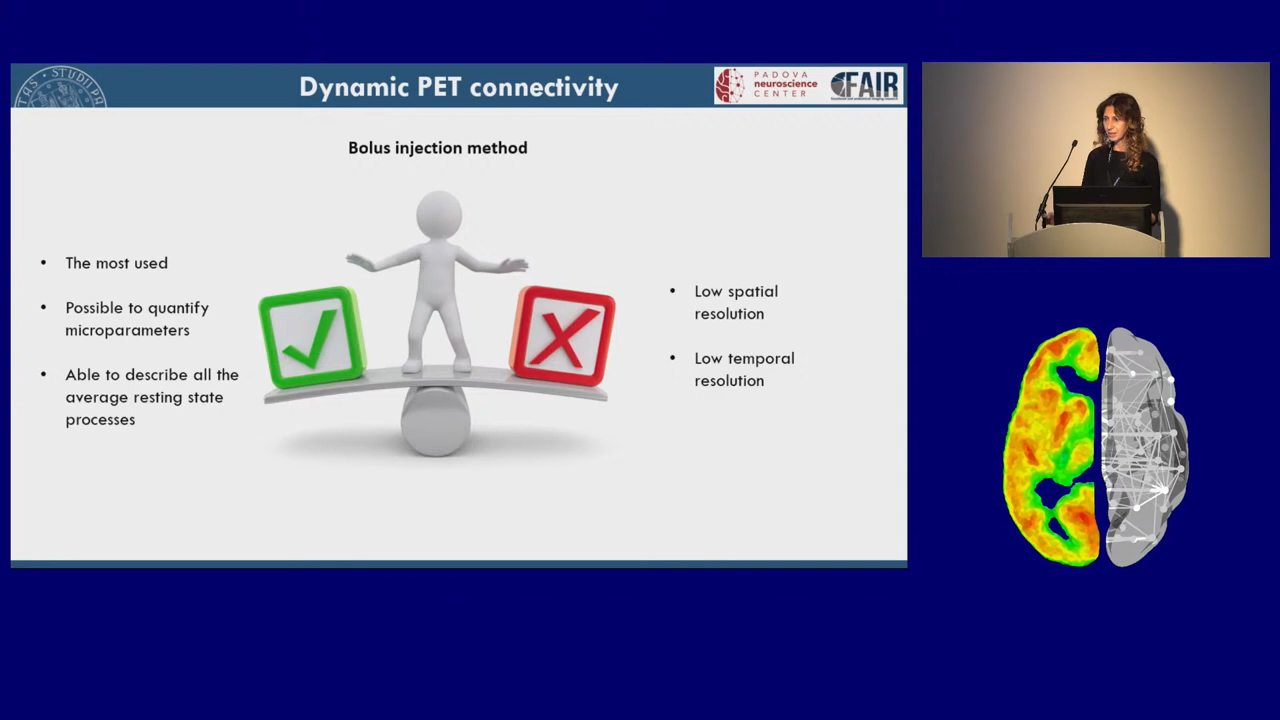 Dynamic PET connectivity
PADOVA
neuroscience
CENTER
FAIR
Bolus injection method
• The most used
• Possible to quantify
microparameters
• Able to describe all the
average resting state
processes
• Low spatial
resolution
• Low temporal
resolution